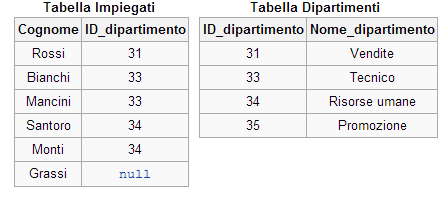 Tabella Impiegati
Cognome ID_dipartimento
Rossi 31
Bianchi 33
Mancini 33
Santoro 34
Monti 34
Grassi null
Tabella Dipartimenti
ID_dipartimento Nome_dipartimento
31 Vendite
33 Tecnico
34 Risorse umane
35 Promozione